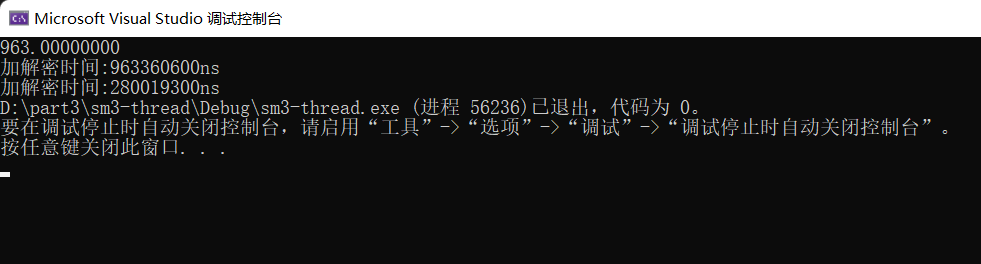 Microsoft Visual Studio 调试控制台
963.00000000
加解密时间:963360600ns
加解密时间:280019300ns
D:\part3\sm3-thread\Debug\sm3-thread.exe (进程 56236)已退出，代码为 0。
要在调试停止时自动关闭控制台，请启用“工具”->“选项”->“调试”->“调试停止时自动关闭控制台”。
按任意键关闭此窗口. . .